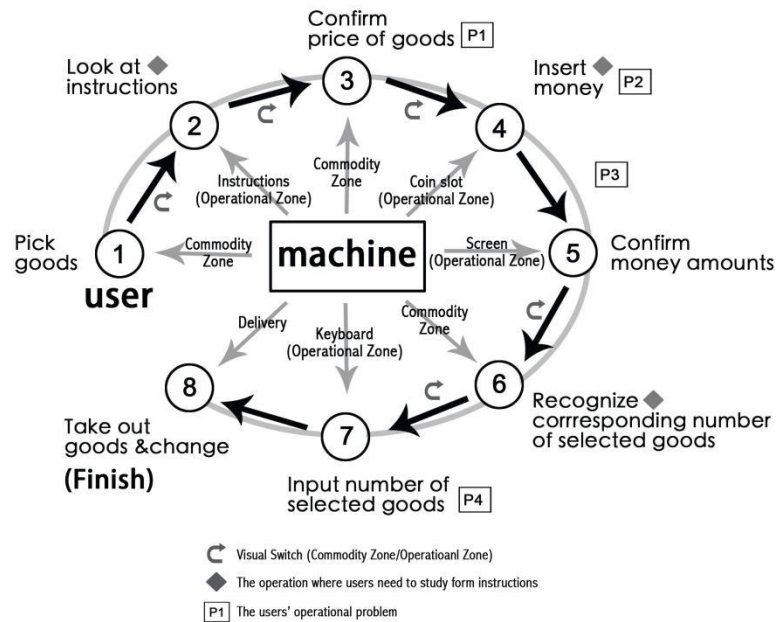 Confirm
price of goods P1
Look at
instructions
Insert
money P2
3
2
4
P3
Commodity
Zone
Instructions
(Operational Zone)
Coin slot
(Operational Zone)
Pick
goods
1
user
Commodity
Zone
machine
Screen
(Operational Zone)
5
Confirm
money amounts
Delivery
Keyboard
(Operational Zone)
Commodity
Zone
8
6
7
Take out
goods &change
(Finish)
Recognize
corrresponding number
of selected goods
Input number of
selected goods P4
Visual Switch (Commodity Zone/Operatioanl Zone)
The operation where users need to study form instructions
P1 The users' operational problem